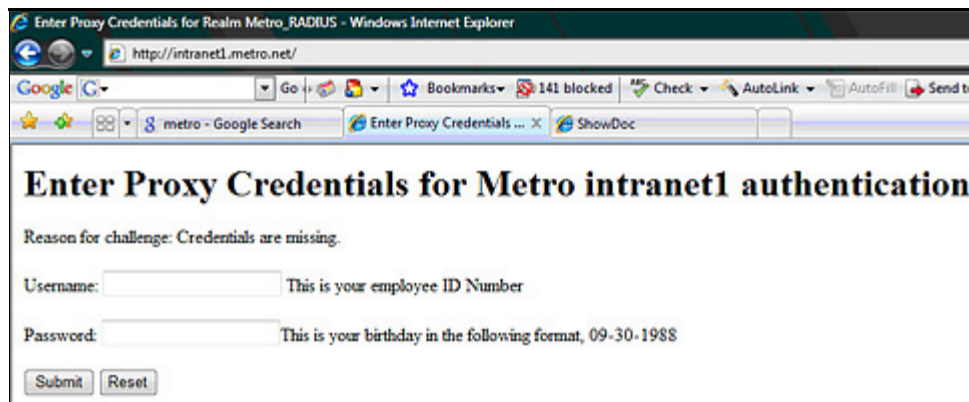 Enter Proxy Credentials for Realm Metro_RADIUS - Windows Internet Explorer
http://intranet1.metro.net/
Google G Go Bookmarks 141 blocked ABC Check AutoLink AutoFill Send t
metro - Google Search Enter Proxy Credentials ... X ShowDoc
Enter Proxy Credentials for Metro intranet1 authentication
Reason for challenge: Credentials are missing.
Username: This is your employee ID Number
Password: This is your birthday in the following format, 09-30-1988
Submit Reset